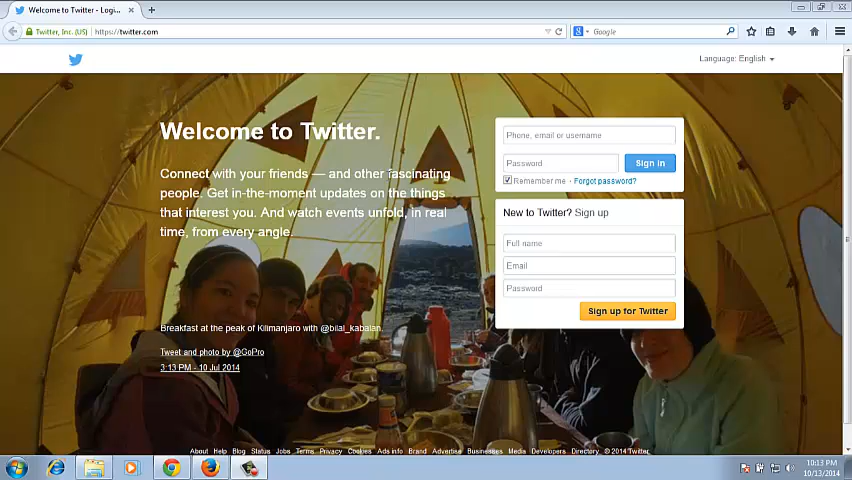 Welcome to Twitter - Logi...
Twitter, Inc. (US)
https://twitter.com
Google
Language: English
Welcome to Twitter.
Connect with your friends — and other fascinating
people. Get in-the-moment updates on the things
that interest you. And watch events unfold, in real
time, from every angle.
Phone, email or username
Password
Sign in
Remember me · Forgot password?
New to Twitter? Sign up
Full name
Email
Password
Sign up for Twitter
Breakfast at the peak of Kilimanjaro with @bilal_kabalan.
Tweet and photo by @GoPro
3:13 PM - 10 Jul 2014
About Help Blog Status Jobs Terms Privacy Cookies Ads info Brand Advertise Businesses Media Developers Directory © 2014 Twitter
10:13 PM
10/13/2014